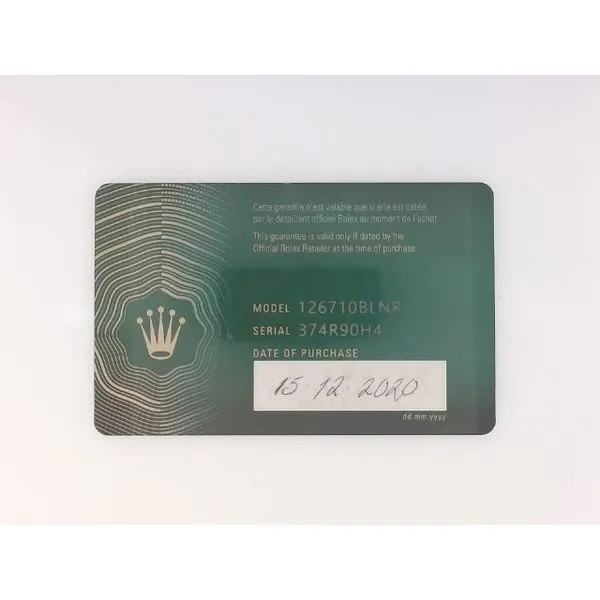 Cette garantie n'est valable que si elle est datée
par le détaillant officiel Rolex au moment de l'achat
This guarantee is valid only if dated by the
Official Rolex Retailer at the time of purchase
MODEL 126710BLNR
SERIAL 374R90H4
DATE OF PURCHASE
15 · 12 · 2020
dd.mm.yyyy